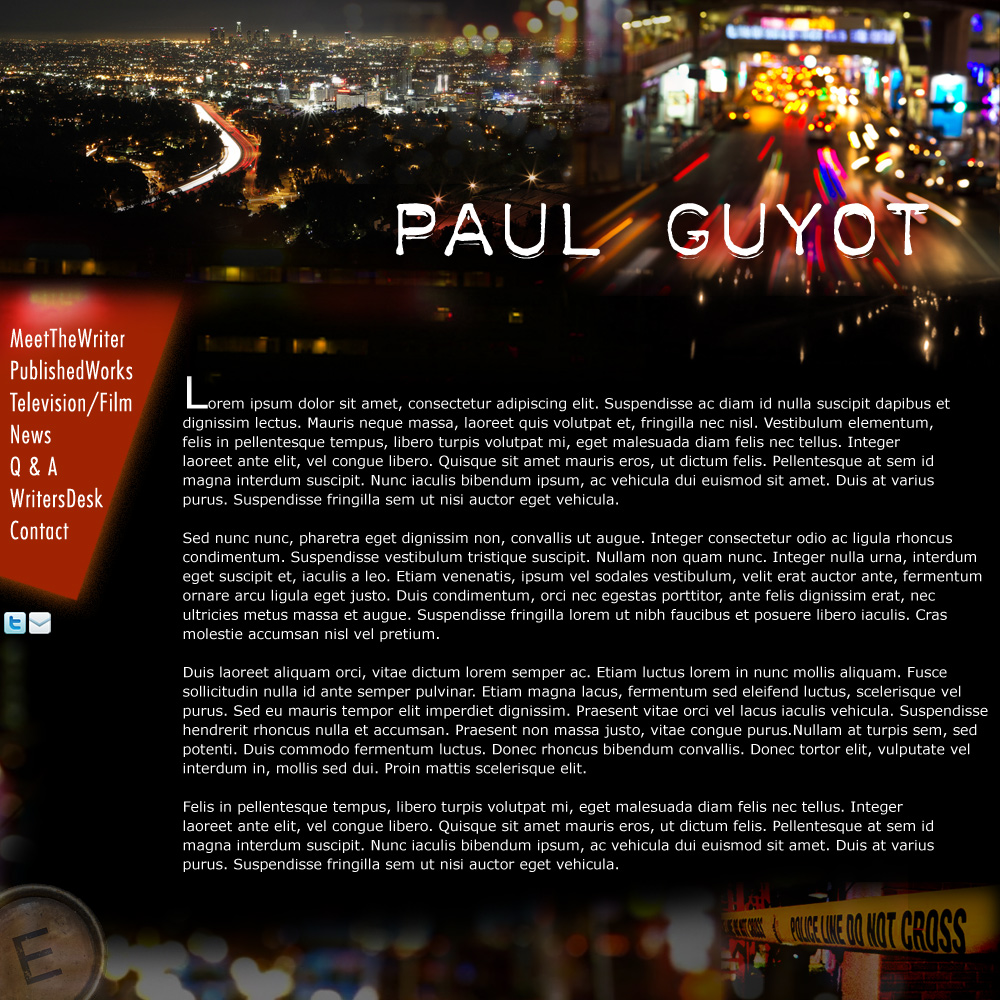 PAUL GUYOT
MeetTheWriter
PublishedWorks
Television/Film
News
Q & A
WritersDesk
Contact
Lorem ipsum dolor sit amet, consectetur adipiscing elit. Suspendisse ac diam id nulla suscipit dapibus et
dignissim lectus. Mauris neque massa, laoreet quis volutpat et, fringilla nec nisl. Vestibulum elementum,
felis in pellentesque tempus, libero turpis volutpat mi, eget malesuada diam felis nec tellus. Integer
laoreet ante elit, vel congue libero. Quisque sit amet mauris eros, ut dictum felis. Pellentesque at sem id
magna interdum suscipit. Nunc iaculis bibendum ipsum, ac vehicula dui euismod sit amet. Duis at varius
purus. Suspendisse fringilla sem ut nisi auctor eget vehicula.
Sed nunc nunc, pharetra eget dignissim non, convallis ut augue. Integer consectetur odio ac ligula rhoncus
condimentum. Suspendisse vestibulum tristique suscipit. Nullam non quam nunc. Integer nulla urna, interdum
eget suscipit et, iaculis a leo. Etiam venenatis, ipsum vel sodales vestibulum, velit erat auctor ante, fermentum
ornare arcu ligula eget justo. Duis condimentum, orci nec egestas porttitor, ante felis dignissim erat, nec
ultricies metus massa et augue. Suspendisse fringilla lorem ut nibh faucibus et posuere libero iaculis. Cras
molestie accumsan nisl vel pretium.
Duis laoreet aliquam orci, vitae dictum lorem semper ac. Etiam luctus lorem in nunc mollis aliquam. Fusce
sollicitudin nulla id ante semper pulvinar. Etiam magna lacus, fermentum sed eleifend luctus, scelerisque vel
purus. Sed eu mauris tempor elit imperdiet dignissim. Praesent vitae orci vel lacus iaculis vehicula. Suspendisse
hendrerit rhoncus nulla et accumsan. Praesent non massa justo, vitae congue purus.Nullam at turpis sem, sed
potenti. Duis commodo fermentum luctus. Donec rhoncus bibendum convallis. Donec tortor elit, vulputate vel
interdum in, mollis sed dui. Proin mattis scelerisque elit.
Felis in pellentesque tempus, libero turpis volutpat mi, eget malesuada diam felis nec tellus. Integer
laoreet ante elit, vel congue libero. Quisque sit amet mauris eros, ut dictum felis. Pellentesque at sem id
magna interdum suscipit. Nunc iaculis bibendum ipsum, ac vehicula dui euismod sit amet. Duis at varius
purus. Suspendisse fringilla sem ut nisi auctor eget vehicula.
E
NOT CROSS POLICE LINE DO NOT CROSS